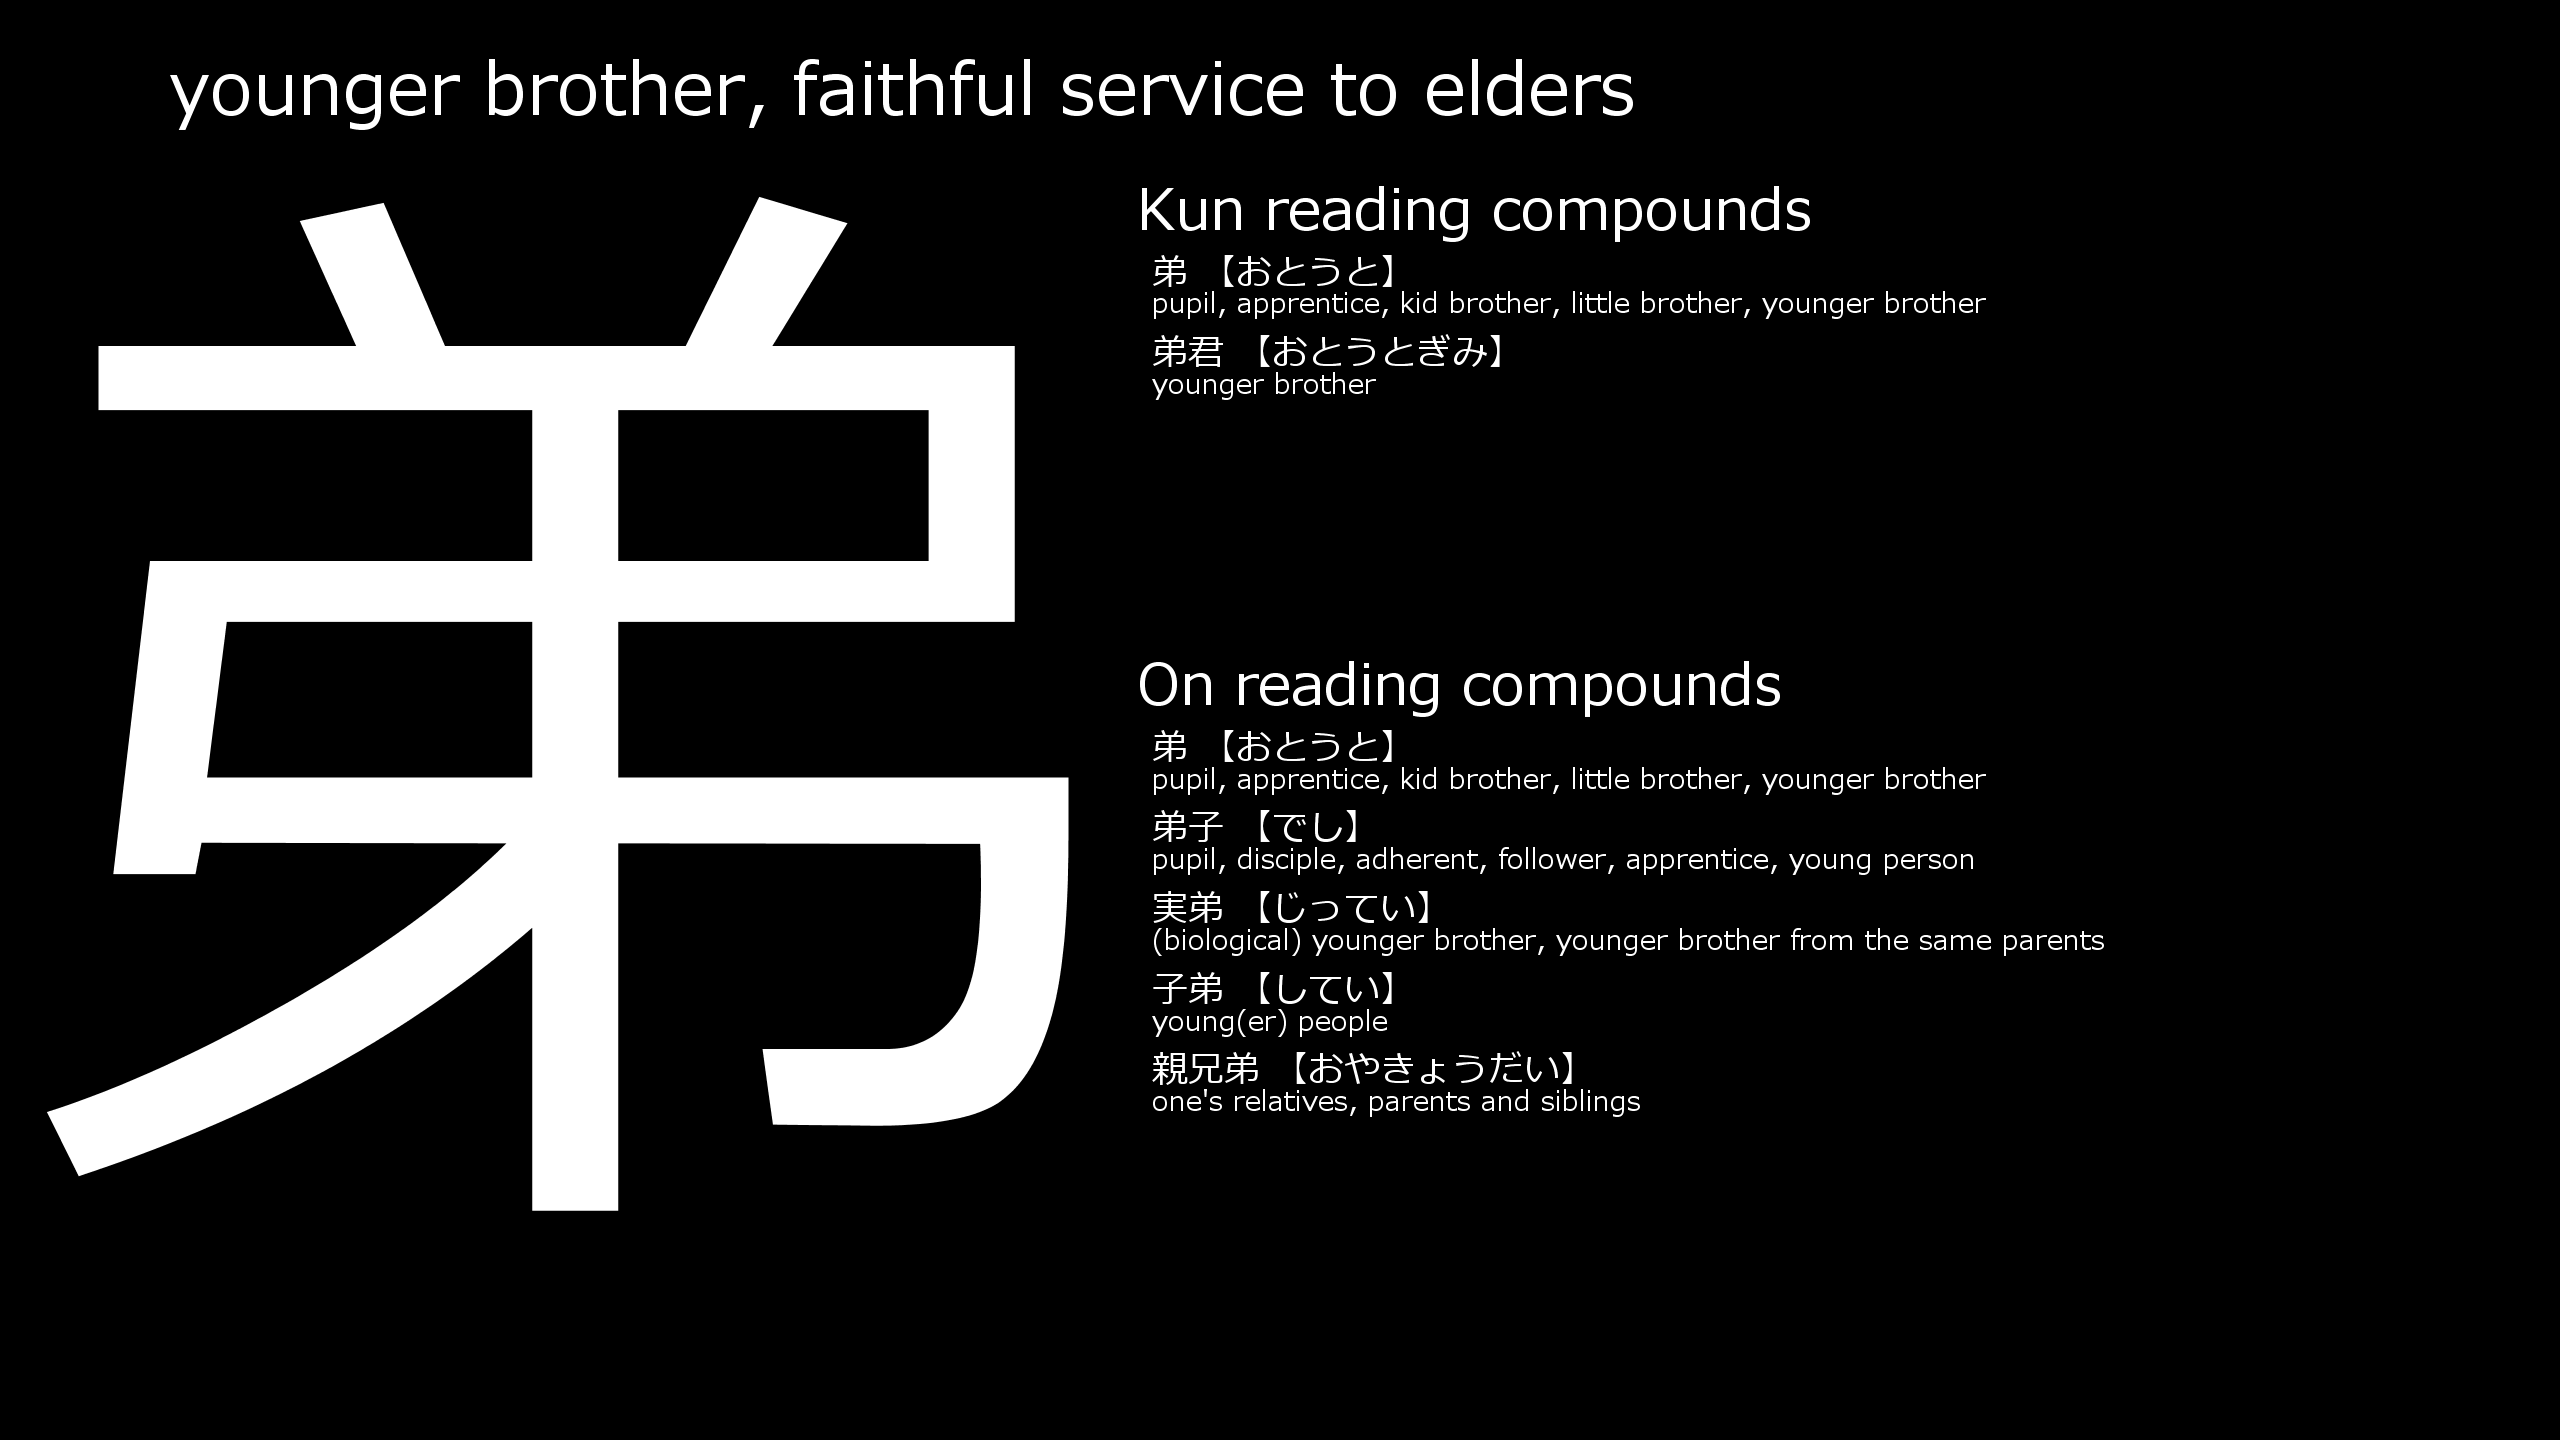 younger brother, faithful service to elders
弟
Kun reading compounds
弟 【おとうと】
pupil, apprentice, kid brother, little brother, younger brother
弟君 【おとうとぎみ】
younger brother
On reading compounds
弟 【おとうと】
pupil, apprentice, kid brother, little brother, younger brother
弟子 【でし】
pupil, disciple, adherent, follower, apprentice, young person
実弟 【じってい】
(biological) younger brother, younger brother from the same parents
子弟 【してい】
young(er) people
親兄弟 【おやきょうだい】
one's relatives, parents and siblings